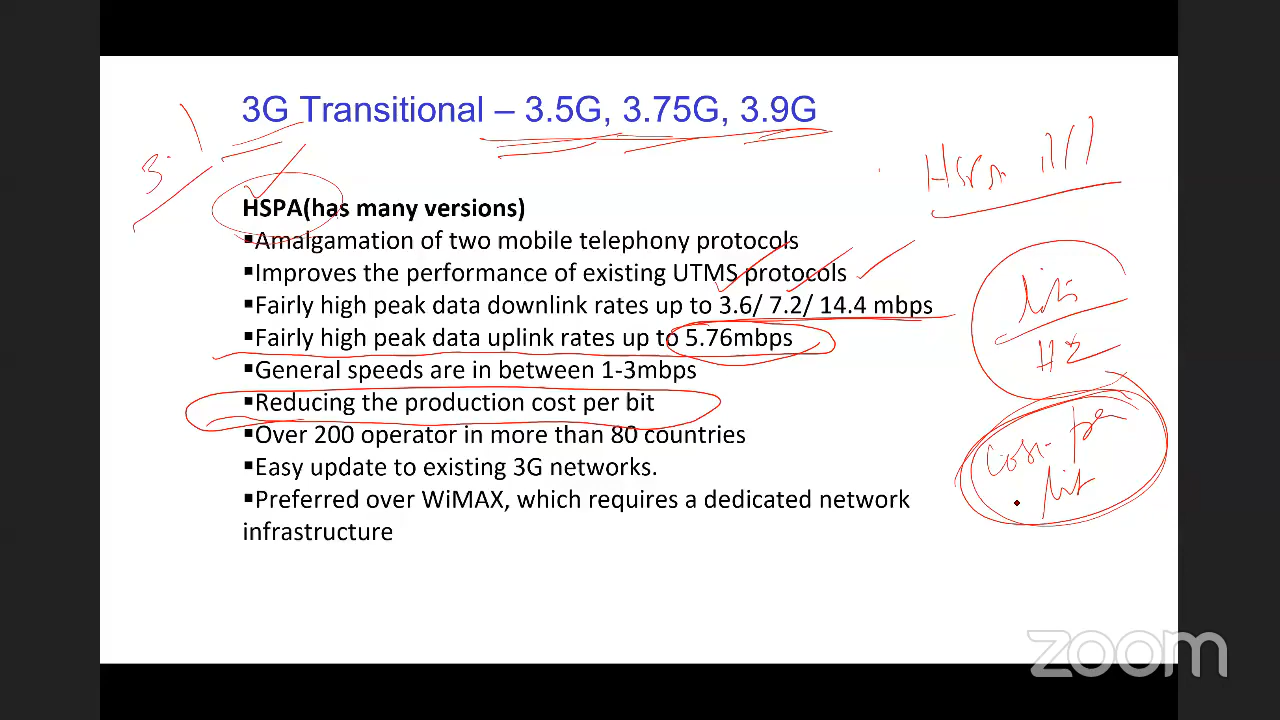 3G Transitional – 3.5G, 3.75G, 3.9G
HSPA(has many versions)
▪Amalgamation of two mobile telephony protocols
▪Improves the performance of existing UTMS protocols
▪Fairly high peak data downlink rates up to 3.6/ 7.2/ 14.4 mbps
▪Fairly high peak data uplink rates up to 5.76mbps
▪General speeds are in between 1-3mbps
▪Reducing the production cost per bit
▪Over 200 operator in more than 80 countries
▪Easy update to existing 3G networks.
▪Preferred over WiMAX, which requires a dedicated network
infrastructure
HSPA
HZ
Cost per
bit
zoom